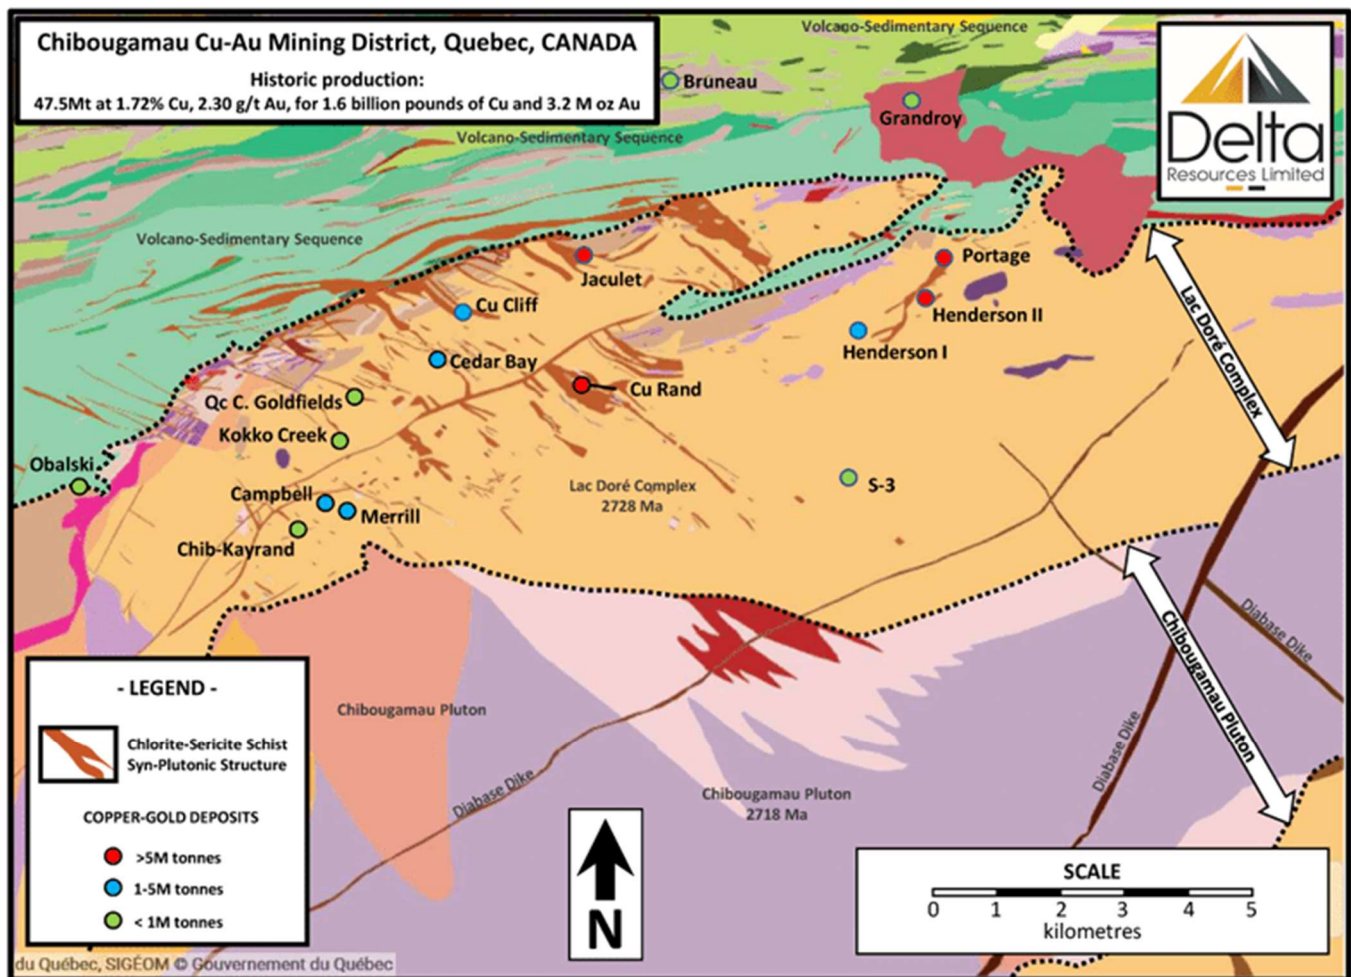 Chibougamau Cu-Au Mining District, Quebec, CANADA
Historic production:
47.5Mt at 1.72% Cu, 2.30 g/t Au, for 1.6 billion pounds of Cu and 3.2 M oz Au
Volcano-Sedimentary Sequence
Bruneau
Grandroy
Delta
Resources Limited
Volcano-Sedimentary Sequence
Volcano-Sedimentary Sequence
Jaculet
Portage
Cu Cliff
Henderson II
Henderson I
Cedar Bay
Cu Rand
Lac Doré Complex
Qc C. Goldfields
Kokko Creek
Obalski
Campbell
Merrill
Chib-Kayrand
Lac Doré Complex
2728 Ma
S-3
Diabase Dike
Chibougamau Pluton
- LEGEND -
Chlorite-Sericite Schist
Syn-Plutonic Structure
COPPER-GOLD DEPOSITS
>5M tonnes
1-5M tonnes
< 1M tonnes
Chibougamau Pluton
Diabase Dike
Diabase Dike
Chibougamau Pluton
2718 Ma
N
SCALE
0 1 2 3 4 5
kilometres
du Québec, SIGÉOM © Gouvernement du Québec